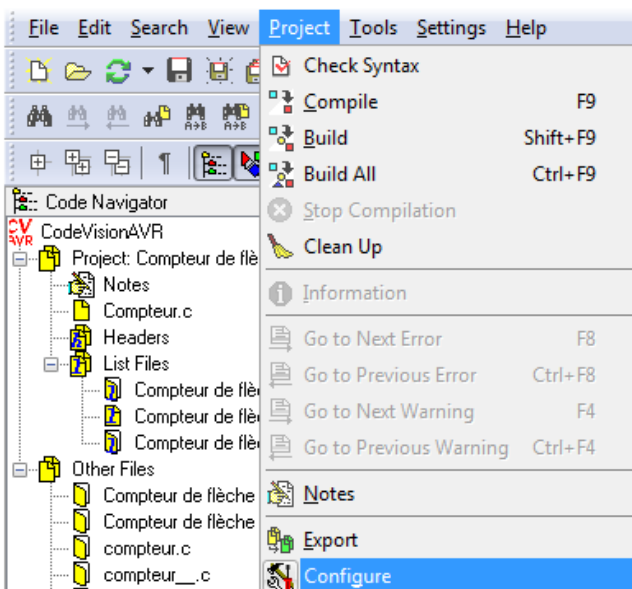 File Edit Search View Project Tools Settings Help
Check Syntax
Compile F9
Build Shift+F9
Build All Ctrl+F9
Stop Compilation
Clean Up
Information
Go to Next Error F8
Go to Previous Error Ctrl+F8
Go to Next Warning F4
Go to Previous Warning Ctrl+F4
Notes
Export
Configure
Code Navigator
CodeVisionAVR
Project: Compteur de flè
Notes
Compteur.c
Headers
List Files
Compteur de flè
Compteur de flè
Compteur de flè
Other Files
Compteur de flèche
Compteur de flèche
compteur.c
compteur__.c